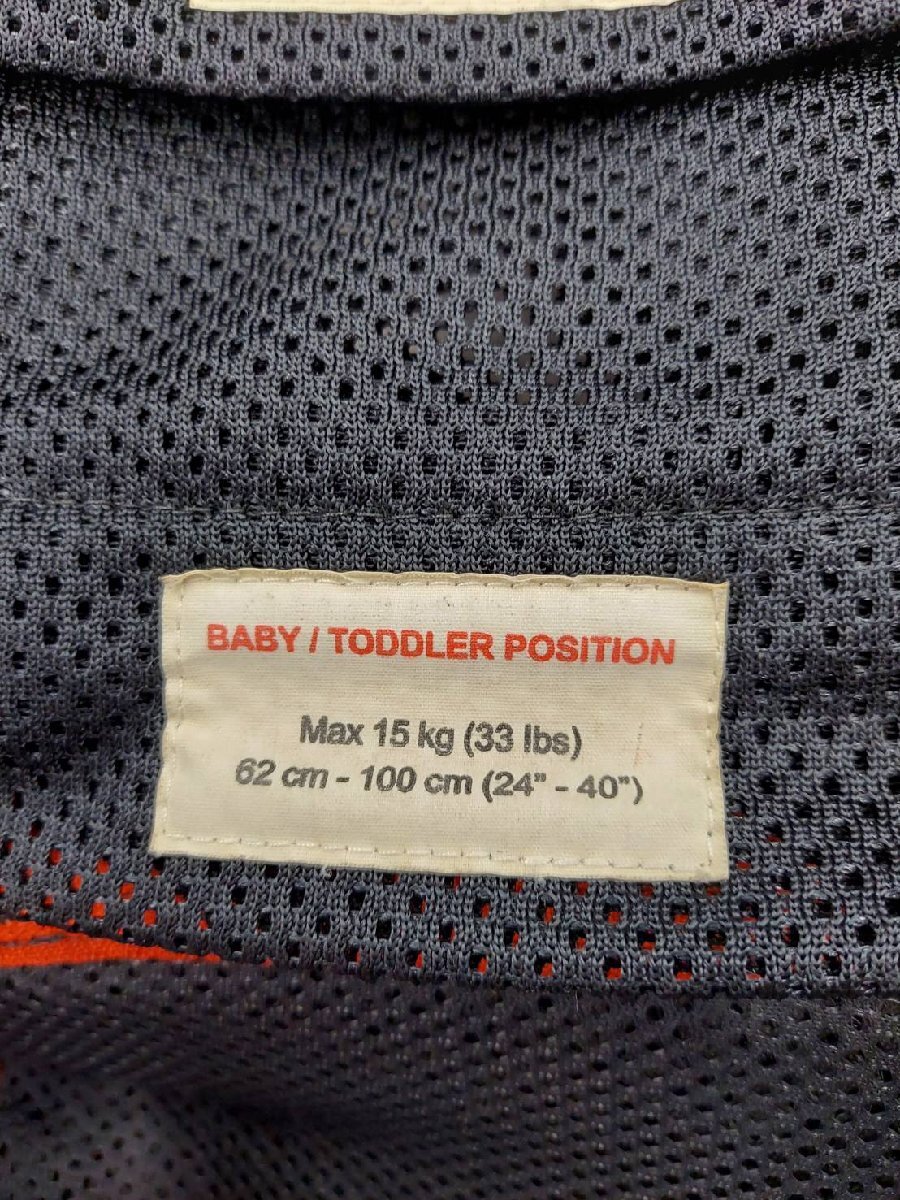 BABY / TODDLER POSITION
Max 15 kg (33 lbs)
62 cm - 100 cm (24” - 40”)